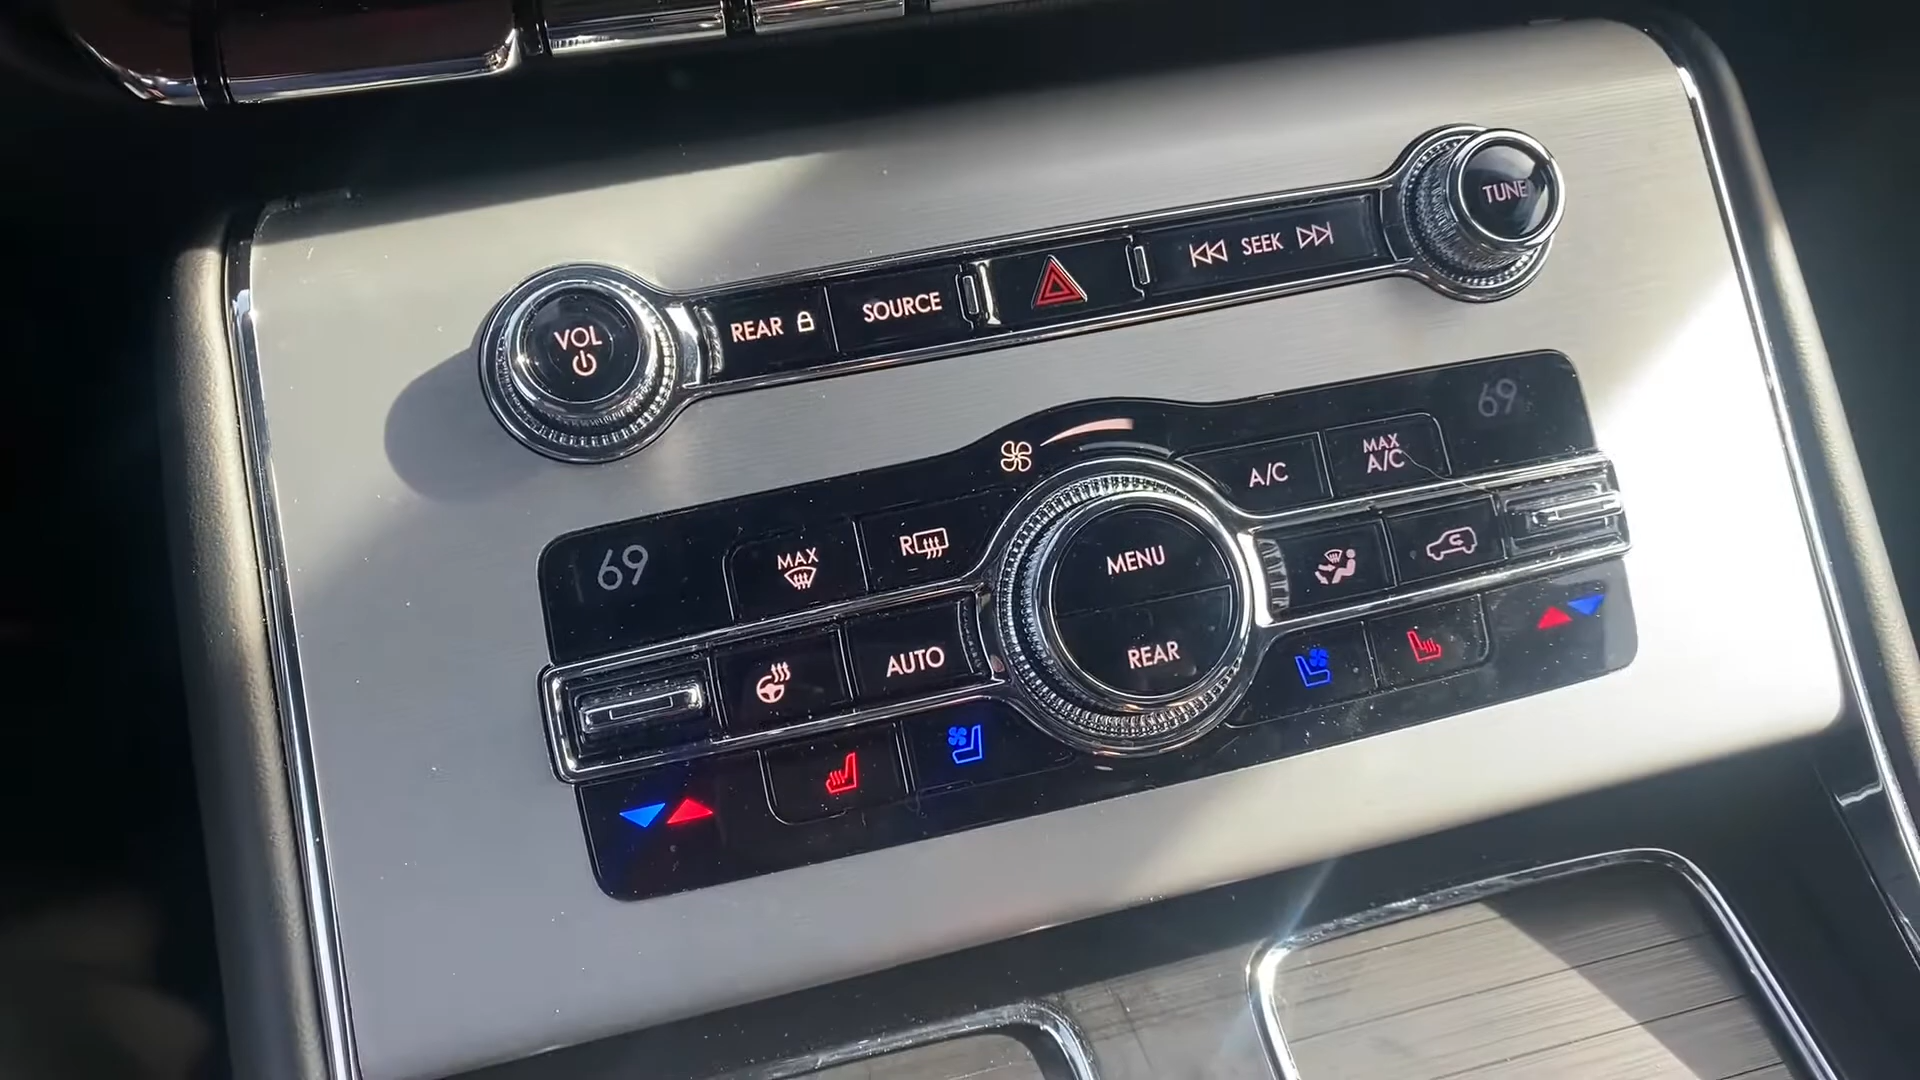 TUNE
SEEK
SOURCE
REAR
VOL
69
MAX
A/C
A/C
MENU
69
MAX
R
AUTO
REAR